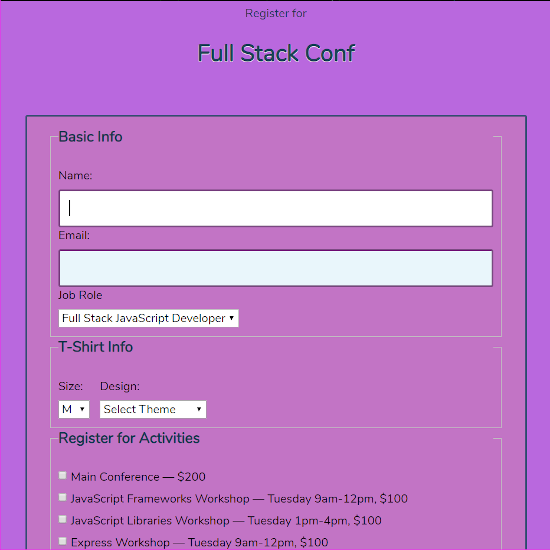 Register for
Full Stack Conf
Basic Info
Name:
Email:
Job Role
Full Stack JavaScript Developer
T-Shirt Info
Size: Design:
M Select Theme
Register for Activities
Main Conference — $200
JavaScript Frameworks Workshop — Tuesday 9am-12pm, $100
JavaScript Libraries Workshop — Tuesday 1pm-4pm, $100
Express Workshop — Tuesday 9am-12pm, $100